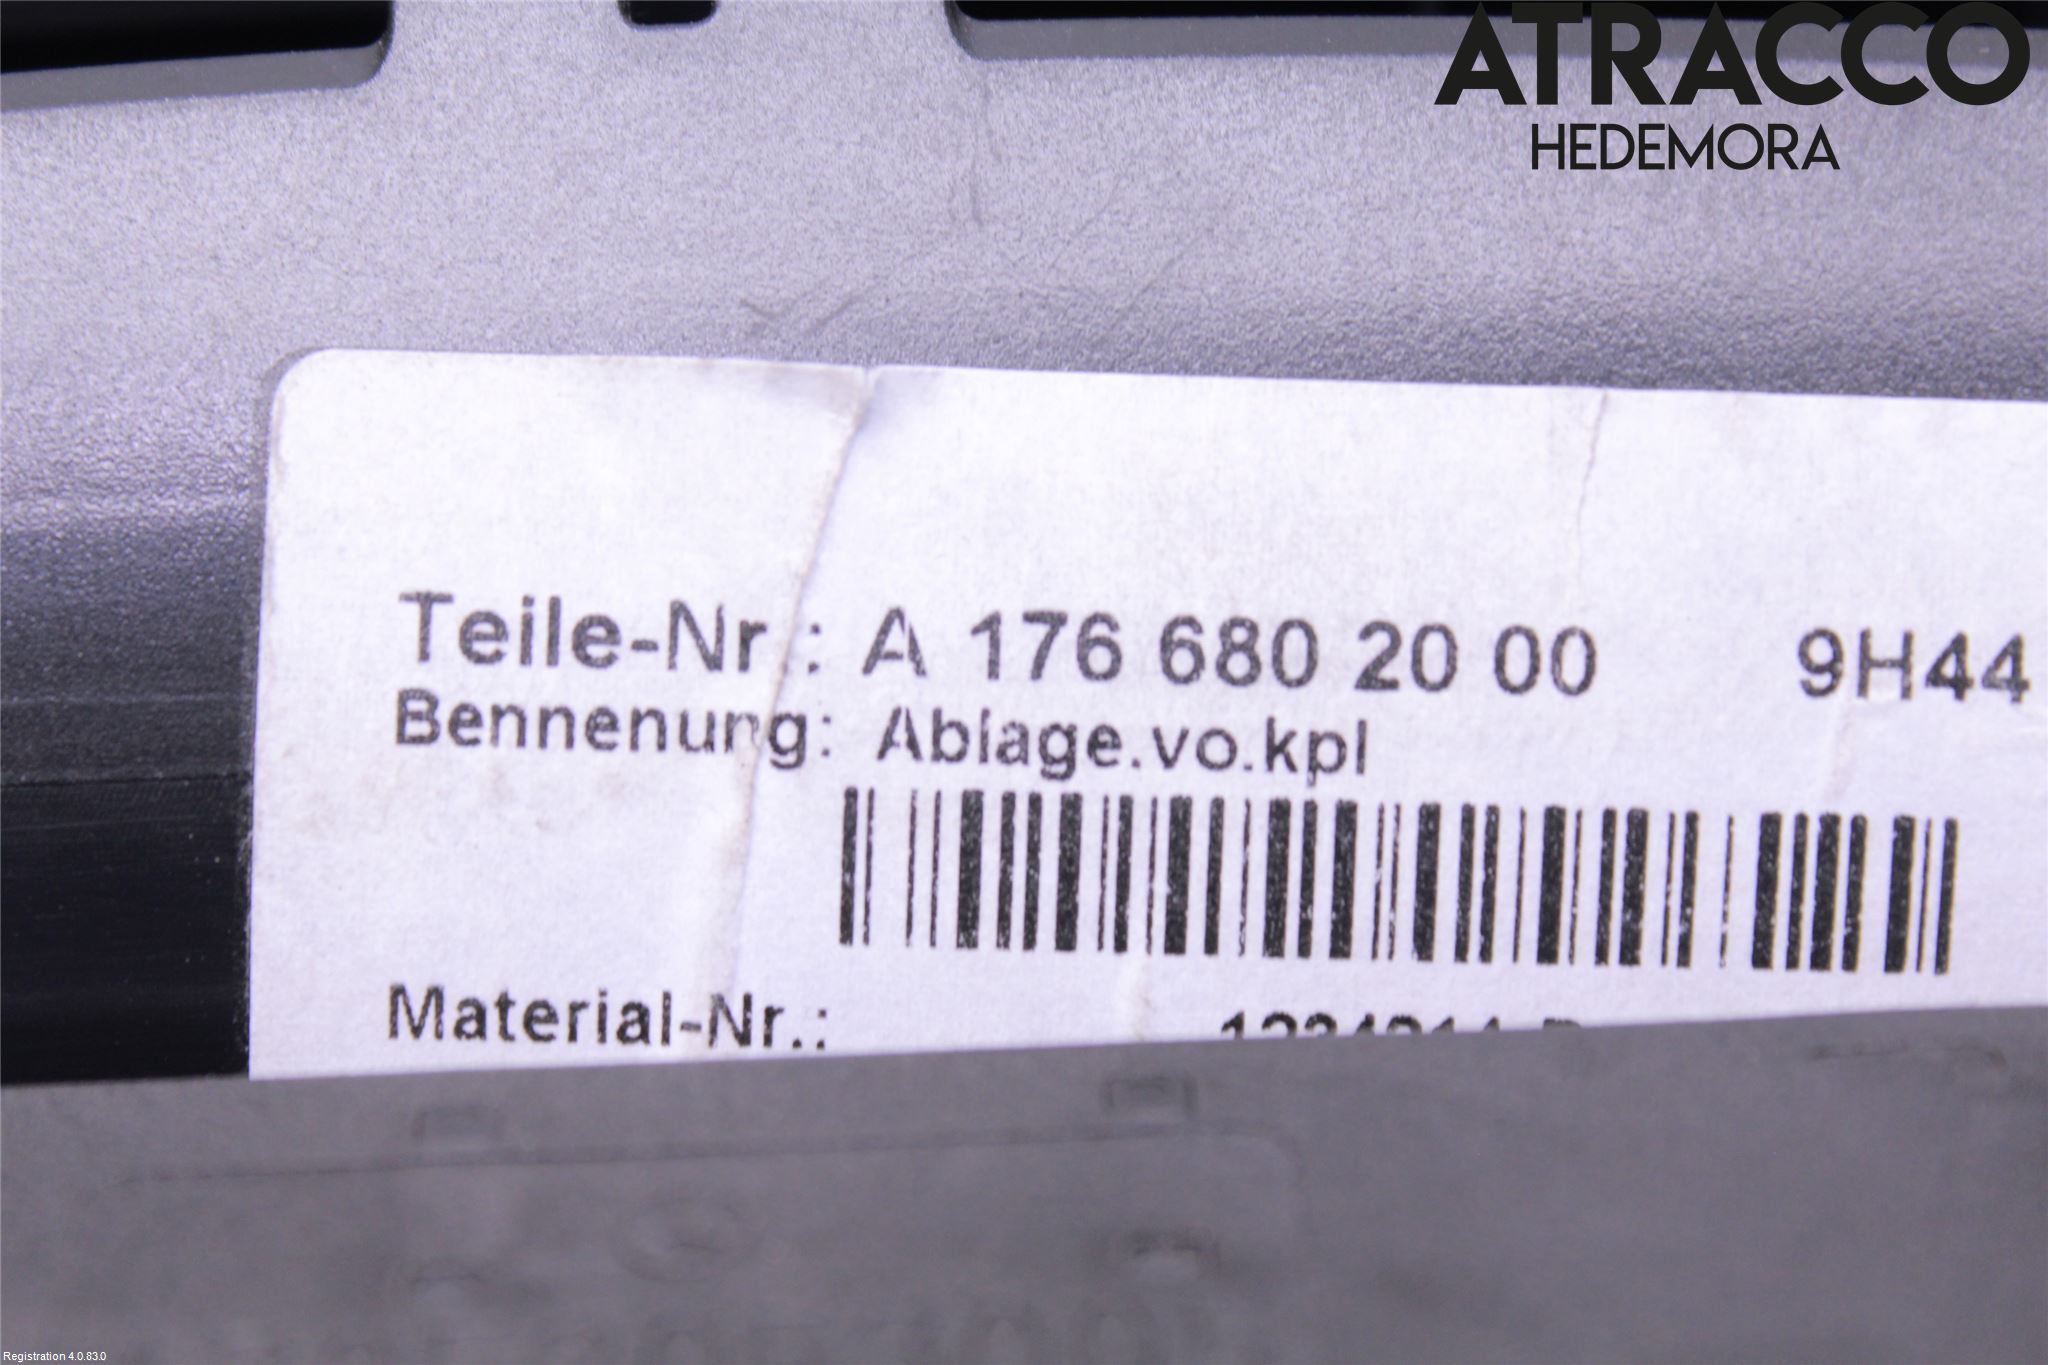 ATRACCO
HEDEMORA
Teile-Nr.: A 176 680 20 00 9H44
Bennenung: Ablage.vo.kpl
Material-Nr.:
Registration 4.0.83.0